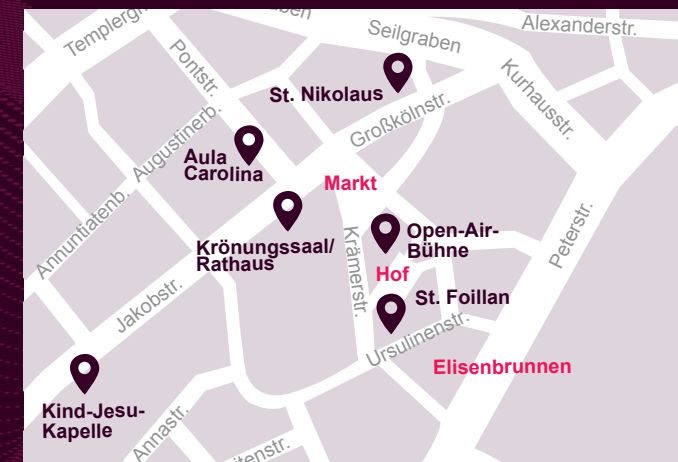 Templergr
Seilgraben
Alexanderstr.
Pontstr.
Kurhausstr.
St. Nikolaus
Großkölnstr.
Augustinerb.
Aula
Carolina
Markt
Annuntiatenb.
Krönungssaal/
Rathaus
Krämerstr.
Open-Air-
Bühne
Peterstr.
Hof
St. Foillan
Jakobstr.
Ursulinenstr.
Elisenbrunnen
Kind-Jesu-
Kapelle
Annastr.
itenstr.